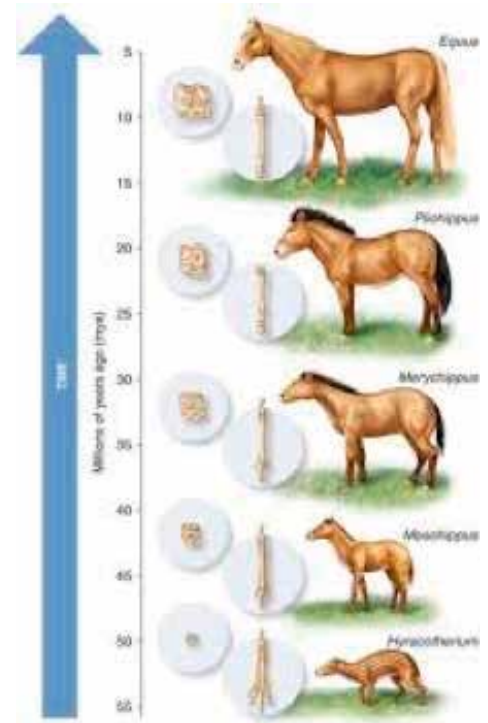 TIME
Millions of years ago (mya)
5
10
15
20
25
30
35
40
45
50
55
Equus
Pliohippus
Merychippus
Mesohippus
Hyracotherium